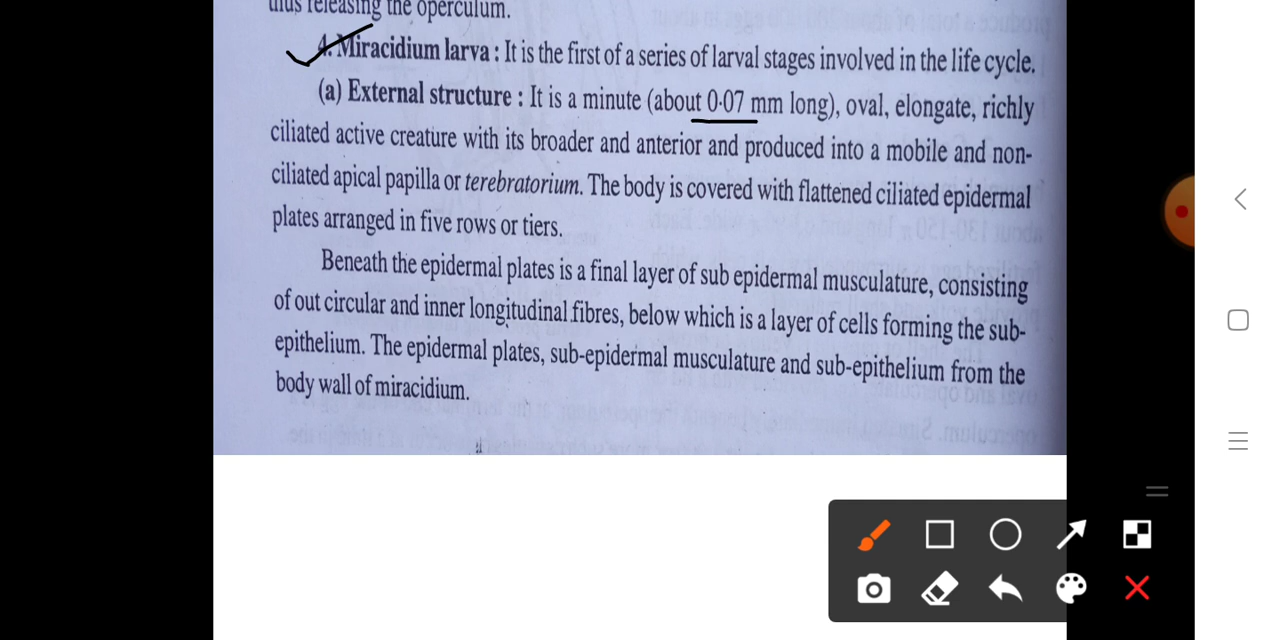 thus releasing the operculum.
4. Miracidium larva : It is the first of a series of larval stages involved in the life cycle.
(a) External structure : It is a minute (about 0·07 mm long), oval, elongate, richly
ciliated active creature with its broader and anterior and produced into a mobile and non-
ciliated apical papilla or terebratorium. The body is covered with flattened ciliated epidermal
plates arranged in five rows or tiers.
Beneath the epidermal plates is a final layer of sub epidermal musculature, consisting
of out circular and inner longitudinal fibres, below which is a layer of cells forming the sub-
epithelium. The epidermal plates, sub-epidermal musculature and sub-epithelium from the
body wall of miracidium.